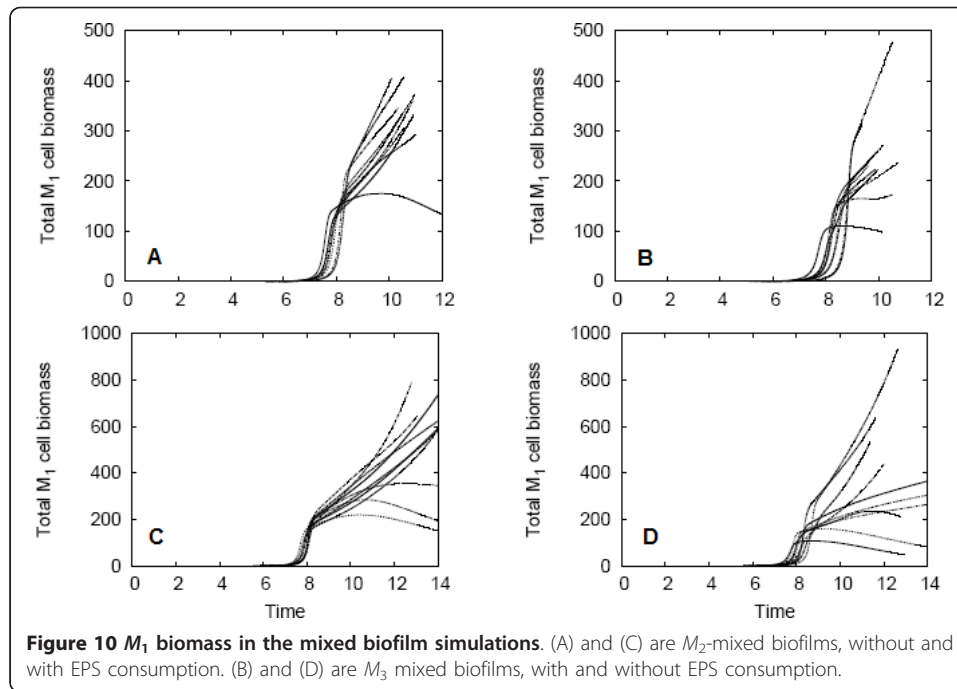 500
400
300
200
100
0
Total M₁ cell biomass
A
0 2 4 6 8 10 12
500
400
300
200
100
0
Total M₁ cell biomass
B
0 2 4 6 8 10 12
1000
800
600
400
200
0
Total M₁ cell biomass
C
0 2 4 6 8 10 12 14
Time
1000
800
600
400
200
0
Total M₁ cell biomass
D
0 2 4 6 8 10 12 14
Time
Figure 10 M₁ biomass in the mixed biofilm simulations. (A) and (C) are M₂-mixed biofilms, without and
with EPS consumption. (B) and (D) are M₃ mixed biofilms, with and without EPS consumption.